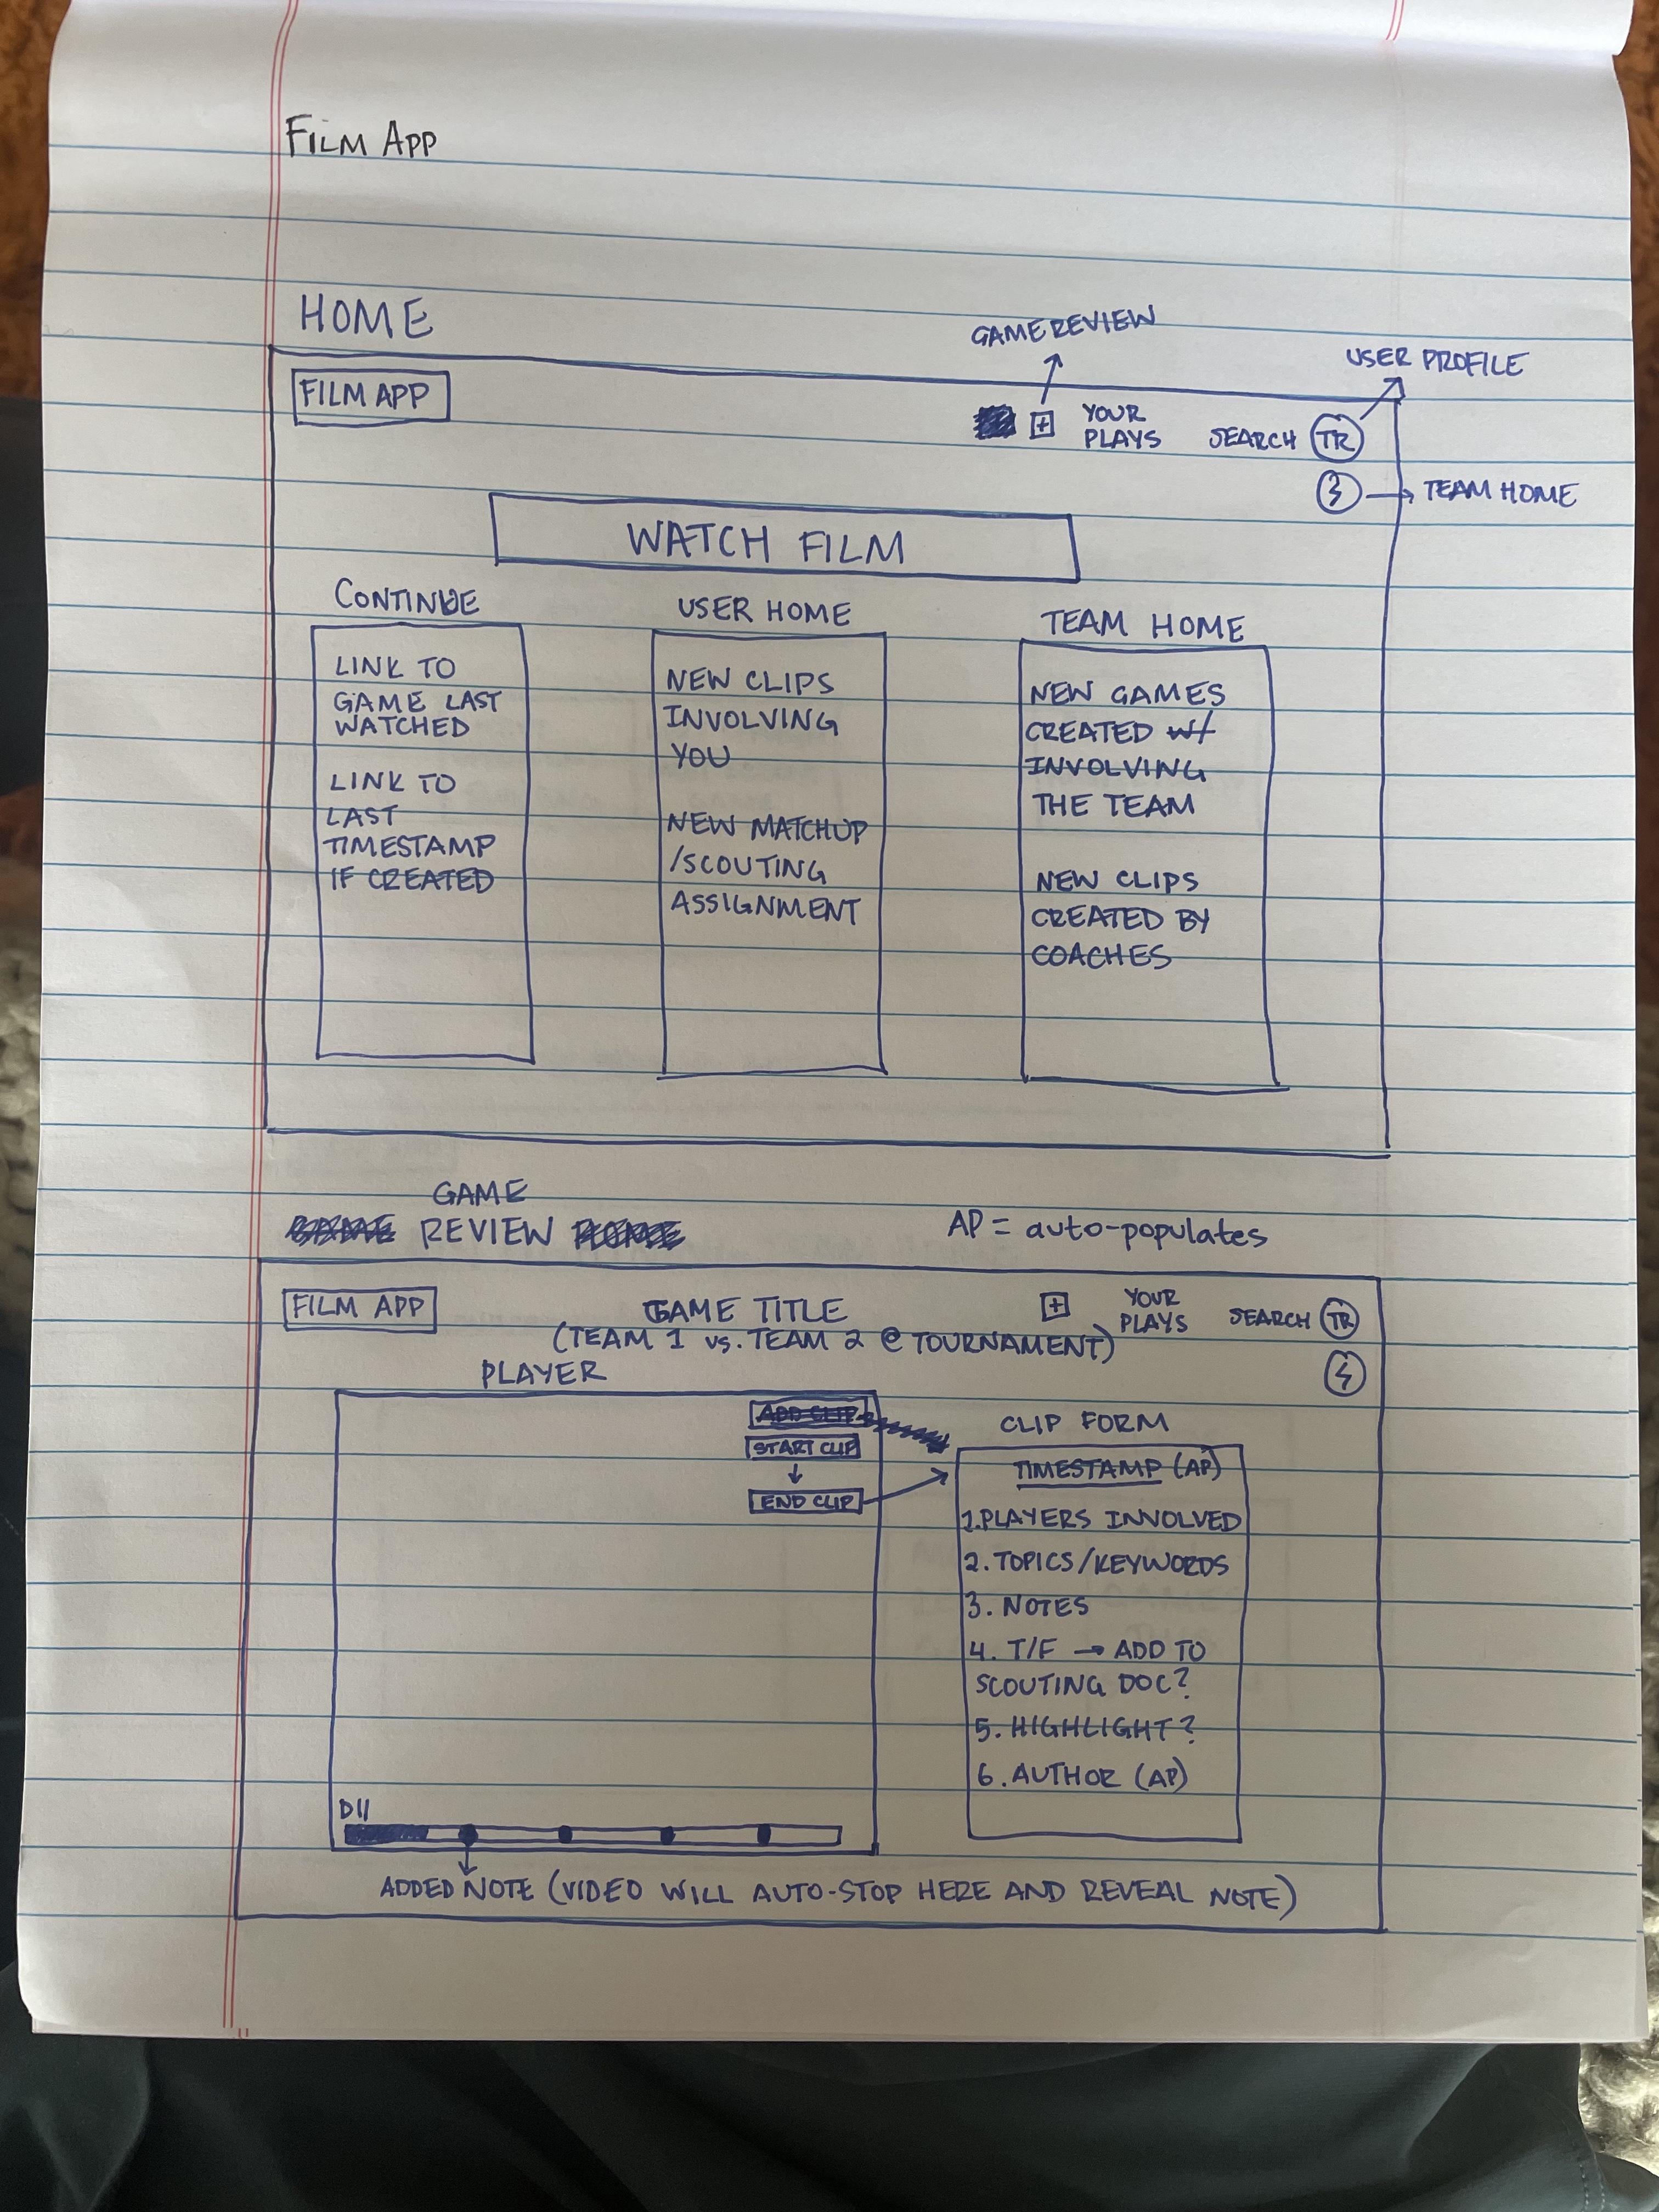 FILM APP
HOME
GAME REVIEW
USER PROFILE
FILM APP
+
YOUR
PLAYS
SEARCH
TR
TEAM HOME
WATCH FILM
CONTINUE
LINK TO
GAME LAST
WATCHED
LINK TO
LAST
TIMESTAMP
IF CREATED
USER HOME
NEW CLIPS
INVOLVING
YOU
NEW MATCHUP
/SCOUTING
ASSIGNMENT
TEAM HOME
NEW GAMES
CREATED w/
INVOLVING
THE TEAM
NEW CLIPS
CREATED BY
COACHES
GAME
GAME REVIEW HOME
AP = auto-populates
FILM APP
GAME TITLE
(TEAM 1 vs. TEAM 2 @ TOURNAMENT)
+
YOUR
PLAYS
SEARCH
TR
PLAYER
ADD CLIP
START CLIP
END CLIP
CLIP FORM
TIMESTAMP (AP)
1. PLAYERS INVOLVED
2. TOPICS/KEYWORDS
3. NOTES
4. T/F → ADD TO
SCOUTING DOC?
5. HIGHLIGHT?
6. AUTHOR (AP)
ADDED NOTE (VIDEO WILL AUTO-STOP HERE AND REVEAL NOTE)